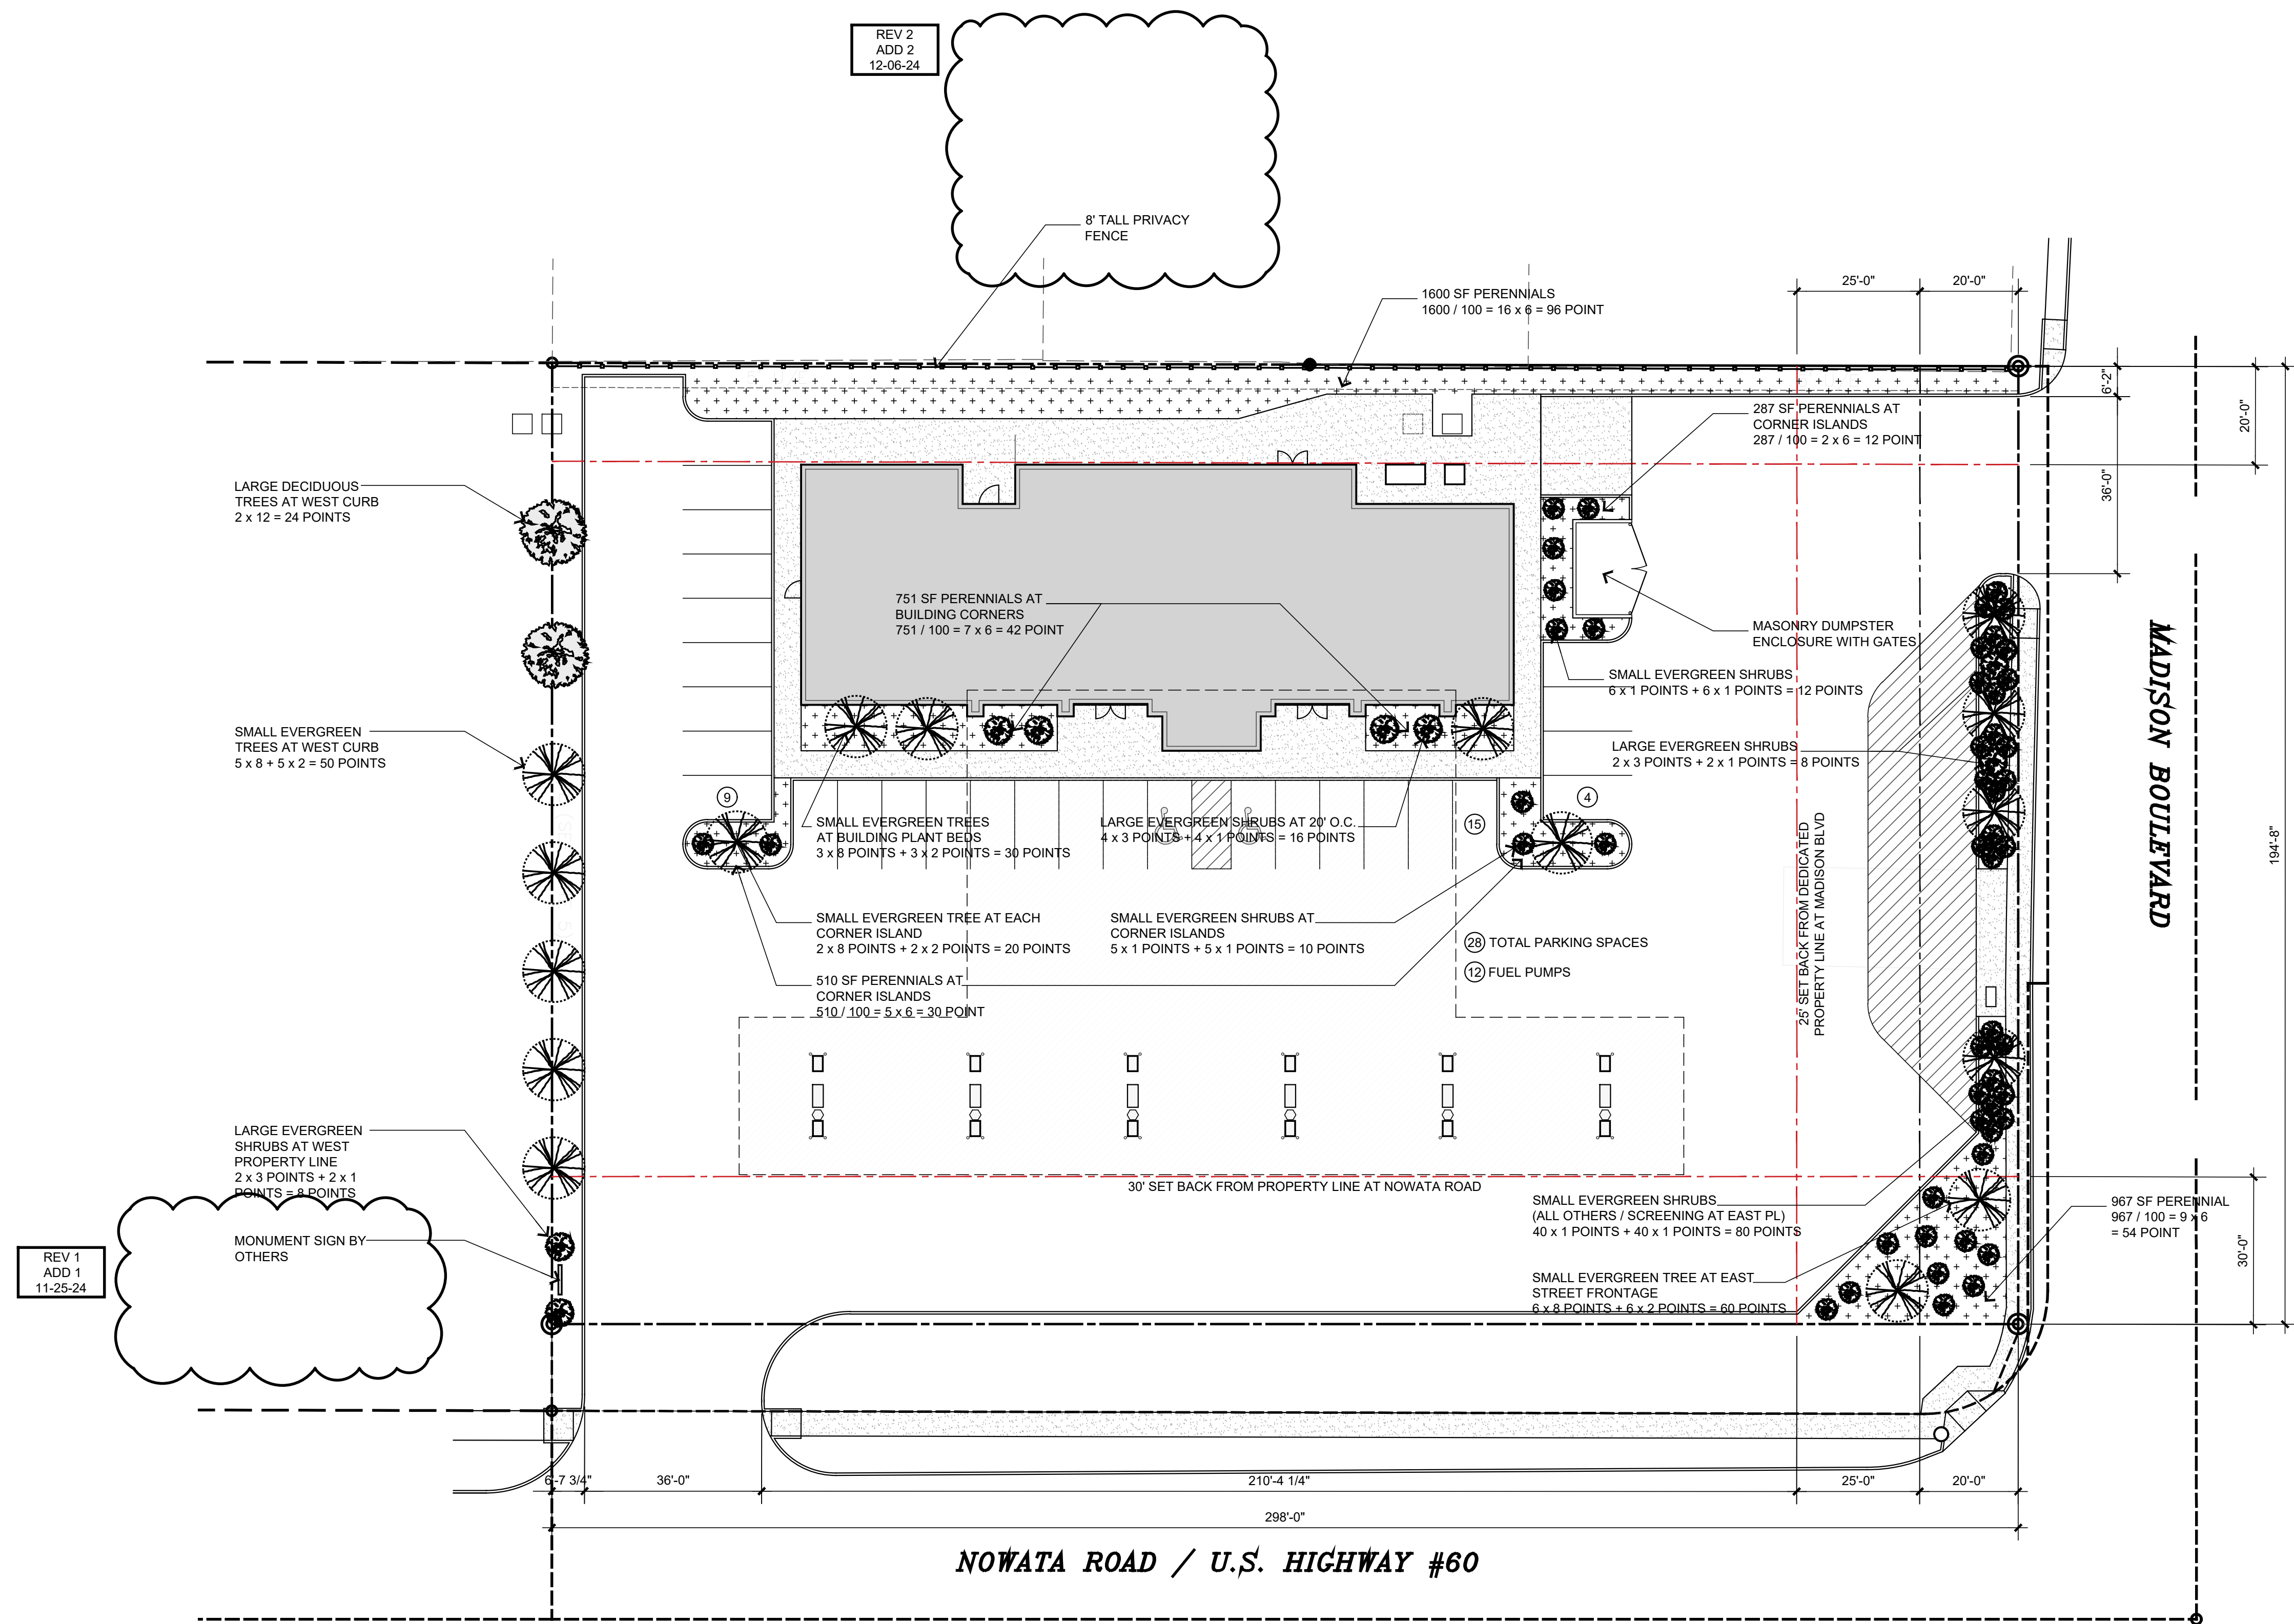 REV 2
ADD 2
12-06-24
8' TALL PRIVACY
FENCE
1600 SF PERENNIALS
1600 / 100 = 16 x 6 = 96 POINT
25'-0"
20'-0"
6'-2"
20'-0"
36'-0"
287 SF PERENNIALS AT
CORNER ISLANDS
287 / 100 = 2 x 6 = 12 POINT
LARGE DECIDUOUS
TREES AT WEST CURB
2 x 12 = 24 POINTS
751 SF PERENNIALS AT
BUILDING CORNERS
751 / 100 = 7 x 6 = 42 POINT
MASONRY DUMPSTER
ENCLOSURE WITH GATES
SMALL EVERGREEN SHRUBS
6 x 1 POINTS + 6 x 1 POINTS = 12 POINTS
SMALL EVERGREEN
TREES AT WEST CURB
5 x 8 + 5 x 2 = 50 POINTS
LARGE EVERGREEN SHRUBS
2 x 3 POINTS + 2 x 1 POINTS = 8 POINTS
MADISON BOULEVARD
9
4
15
SMALL EVERGREEN TREES
AT BUILDING PLANT BEDS
3 x 8 POINTS + 3 x 2 POINTS = 30 POINTS
LARGE EVERGREEN SHRUBS AT 20' O.C.
4 x 3 POINTS + 4 x 1 POINTS = 16 POINTS
194'-8"
25' SET BACK FROM DEDICATED
PROPERTY LINE AT MADISON BLVD
SMALL EVERGREEN TREE AT EACH
CORNER ISLAND
2 x 8 POINTS + 2 x 2 POINTS = 20 POINTS
SMALL EVERGREEN SHRUBS AT
CORNER ISLANDS
5 x 1 POINTS + 5 x 1 POINTS = 10 POINTS
28 TOTAL PARKING SPACES
12 FUEL PUMPS
510 SF PERENNIALS AT
CORNER ISLANDS
510 / 100 = 5 x 6 = 30 POINT
LARGE EVERGREEN
SHRUBS AT WEST
PROPERTY LINE
2 x 3 POINTS + 2 x 1
POINTS = 8 POINTS
30' SET BACK FROM PROPERTY LINE AT NOWATA ROAD
SMALL EVERGREEN SHRUBS
(ALL OTHERS / SCREENING AT EAST PL)
40 x 1 POINTS + 40 x 1 POINTS = 80 POINTS
967 SF PERENNIAL
967 / 100 = 9 x 6
= 54 POINT
MONUMENT SIGN BY
OTHERS
REV 1
ADD 1
11-25-24
SMALL EVERGREEN TREE AT EAST
STREET FRONTAGE
6 x 8 POINTS + 6 x 2 POINTS = 60 POINTS
30'-0"
6'-7 3/4"
36'-0"
210'-4 1/4"
25'-0"
20'-0"
298'-0"
NOWATA ROAD / U.S. HIGHWAY #60